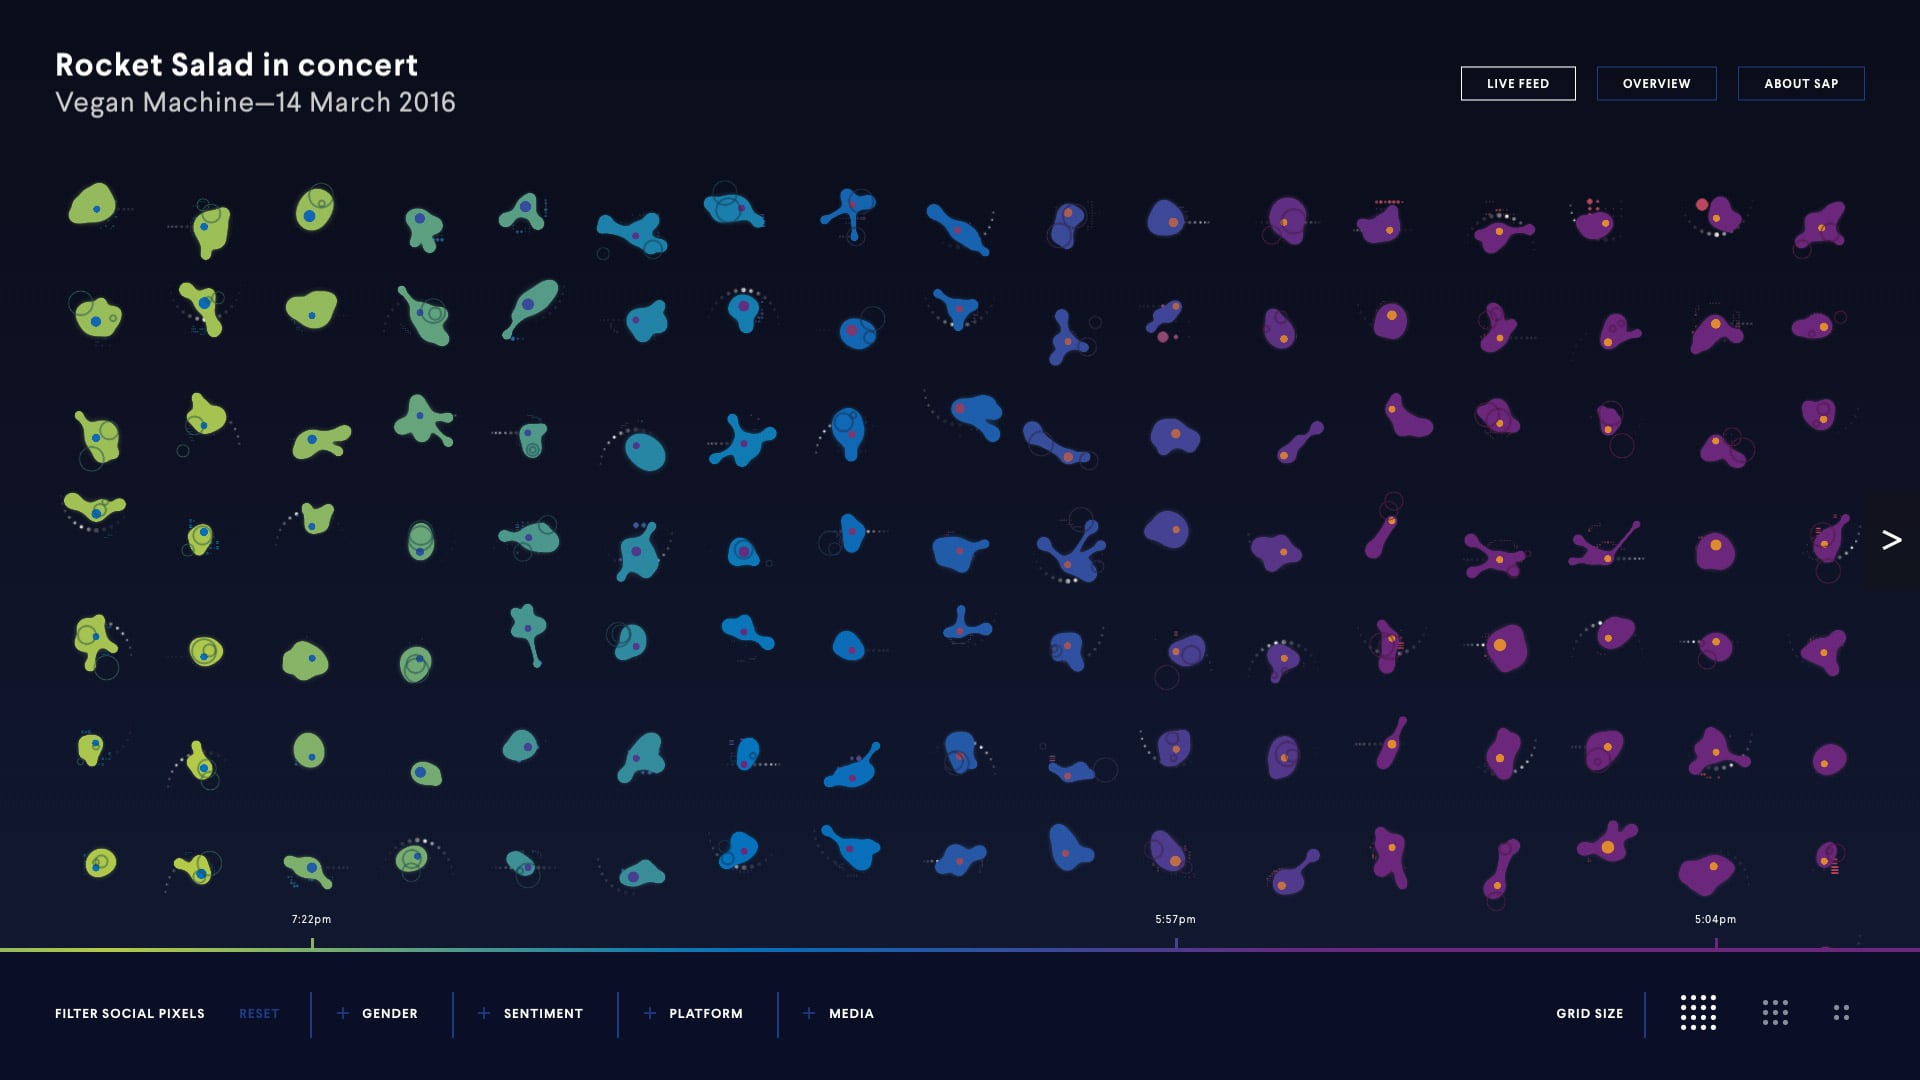 Rocket Salad in concert
Vegan Machine—14 March 2016
LIVE FEED
OVERVIEW
ABOUT SAP
>
7:22pm
5:57pm
5:04pm
FILTER SOCIAL PIXELS
RESET
+ GENDER
+ SENTIMENT
+ PLATFORM
+ MEDIA
GRID SIZE